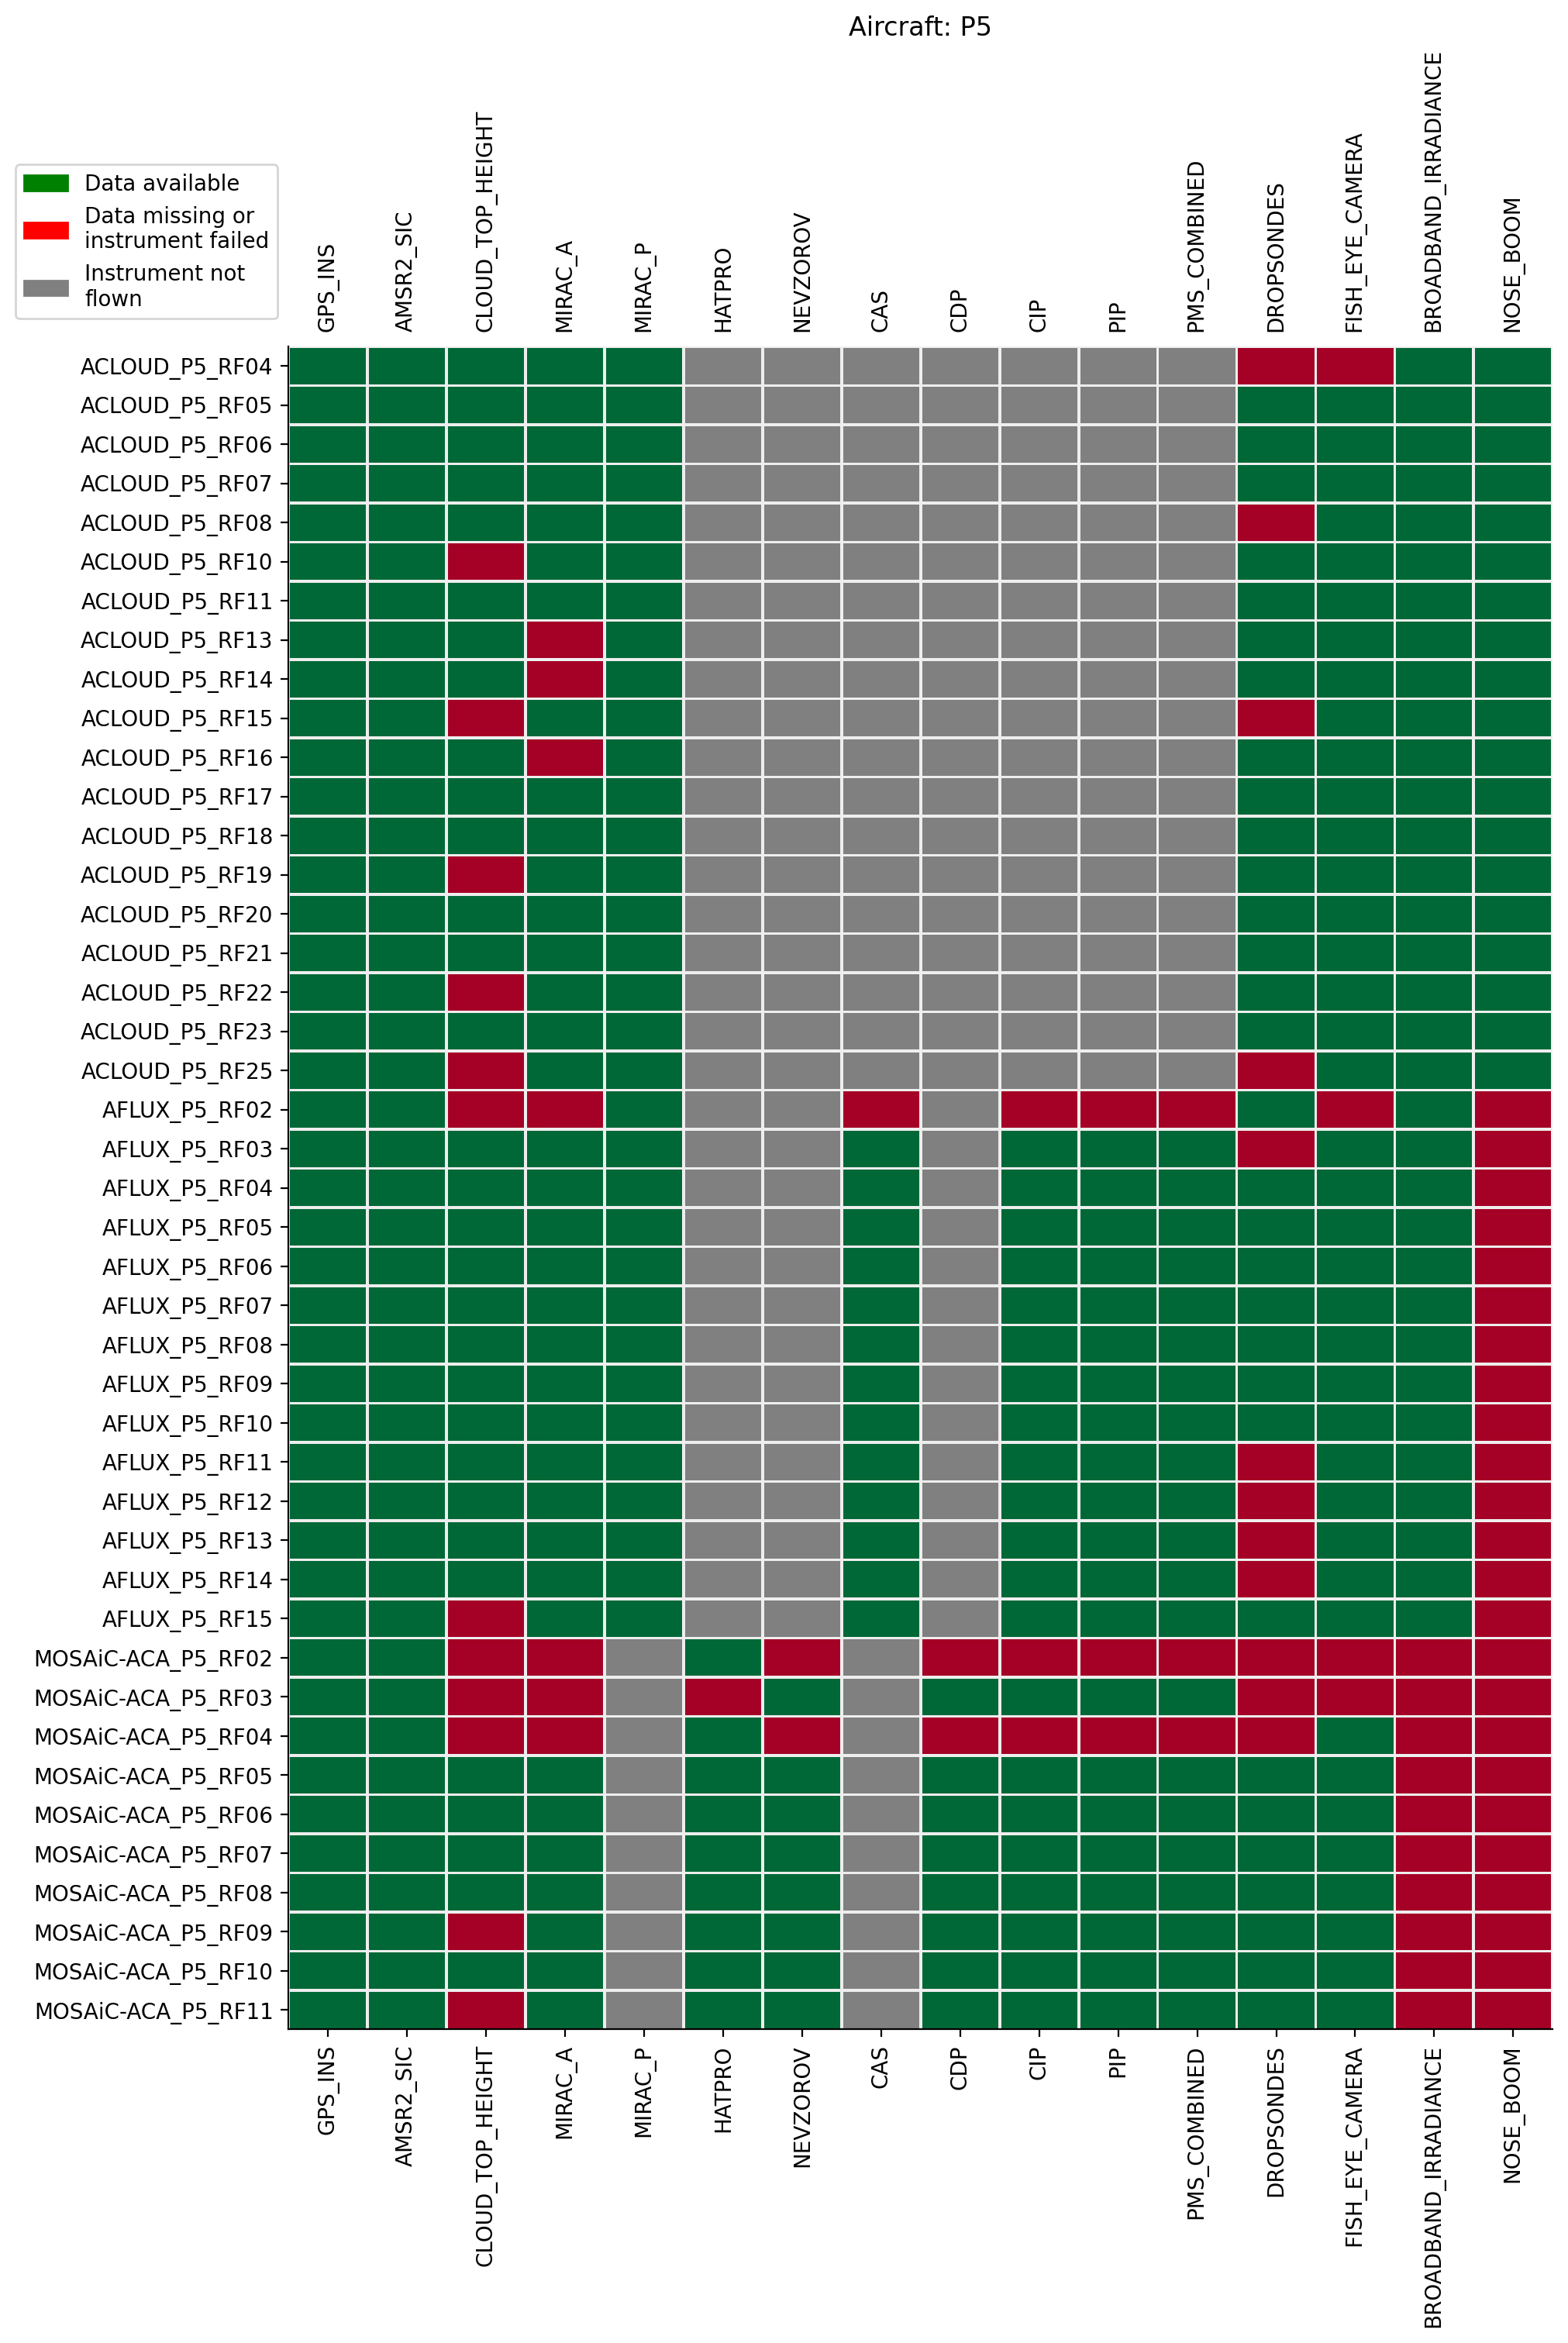 Aircraft: P5
Data available
Data missing or
instrument failed
Instrument not
flown
GPS_INS
AMSR2_SIC
CLOUD_TOP_HEIGHT
MIRAC_A
MIRAC_P
HATPRO
NEVZOROV
CAS
CDP
CIP
PIP
PMS_COMBINED
DROPSONDES
FISH_EYE_CAMERA
BROADBAND_IRRADIANCE
NOSE_BOOM
ACLOUD_P5_RF04
ACLOUD_P5_RF05
ACLOUD_P5_RF06
ACLOUD_P5_RF07
ACLOUD_P5_RF08
ACLOUD_P5_RF10
ACLOUD_P5_RF11
ACLOUD_P5_RF13
ACLOUD_P5_RF14
ACLOUD_P5_RF15
ACLOUD_P5_RF16
ACLOUD_P5_RF17
ACLOUD_P5_RF18
ACLOUD_P5_RF19
ACLOUD_P5_RF20
ACLOUD_P5_RF21
ACLOUD_P5_RF22
ACLOUD_P5_RF23
ACLOUD_P5_RF25
AFLUX_P5_RF02
AFLUX_P5_RF03
AFLUX_P5_RF04
AFLUX_P5_RF05
AFLUX_P5_RF06
AFLUX_P5_RF07
AFLUX_P5_RF08
AFLUX_P5_RF09
AFLUX_P5_RF10
AFLUX_P5_RF11
AFLUX_P5_RF12
AFLUX_P5_RF13
AFLUX_P5_RF14
AFLUX_P5_RF15
MOSAiC-ACA_P5_RF02
MOSAiC-ACA_P5_RF03
MOSAiC-ACA_P5_RF04
MOSAiC-ACA_P5_RF05
MOSAiC-ACA_P5_RF06
MOSAiC-ACA_P5_RF07
MOSAiC-ACA_P5_RF08
MOSAiC-ACA_P5_RF09
MOSAiC-ACA_P5_RF10
MOSAiC-ACA_P5_RF11
GPS_INS
AMSR2_SIC
CLOUD_TOP_HEIGHT
MIRAC_A
MIRAC_P
HATPRO
NEVZOROV
CAS
CDP
CIP
PIP
PMS_COMBINED
DROPSONDES
FISH_EYE_CAMERA
BROADBAND_IRRADIANCE
NOSE_BOOM